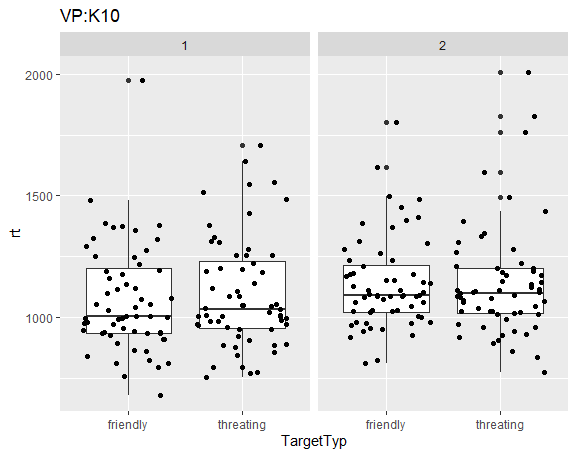 VP:K10
1 2
rt
2000
1500
1000
friendly threating friendly threating
TargetTyp